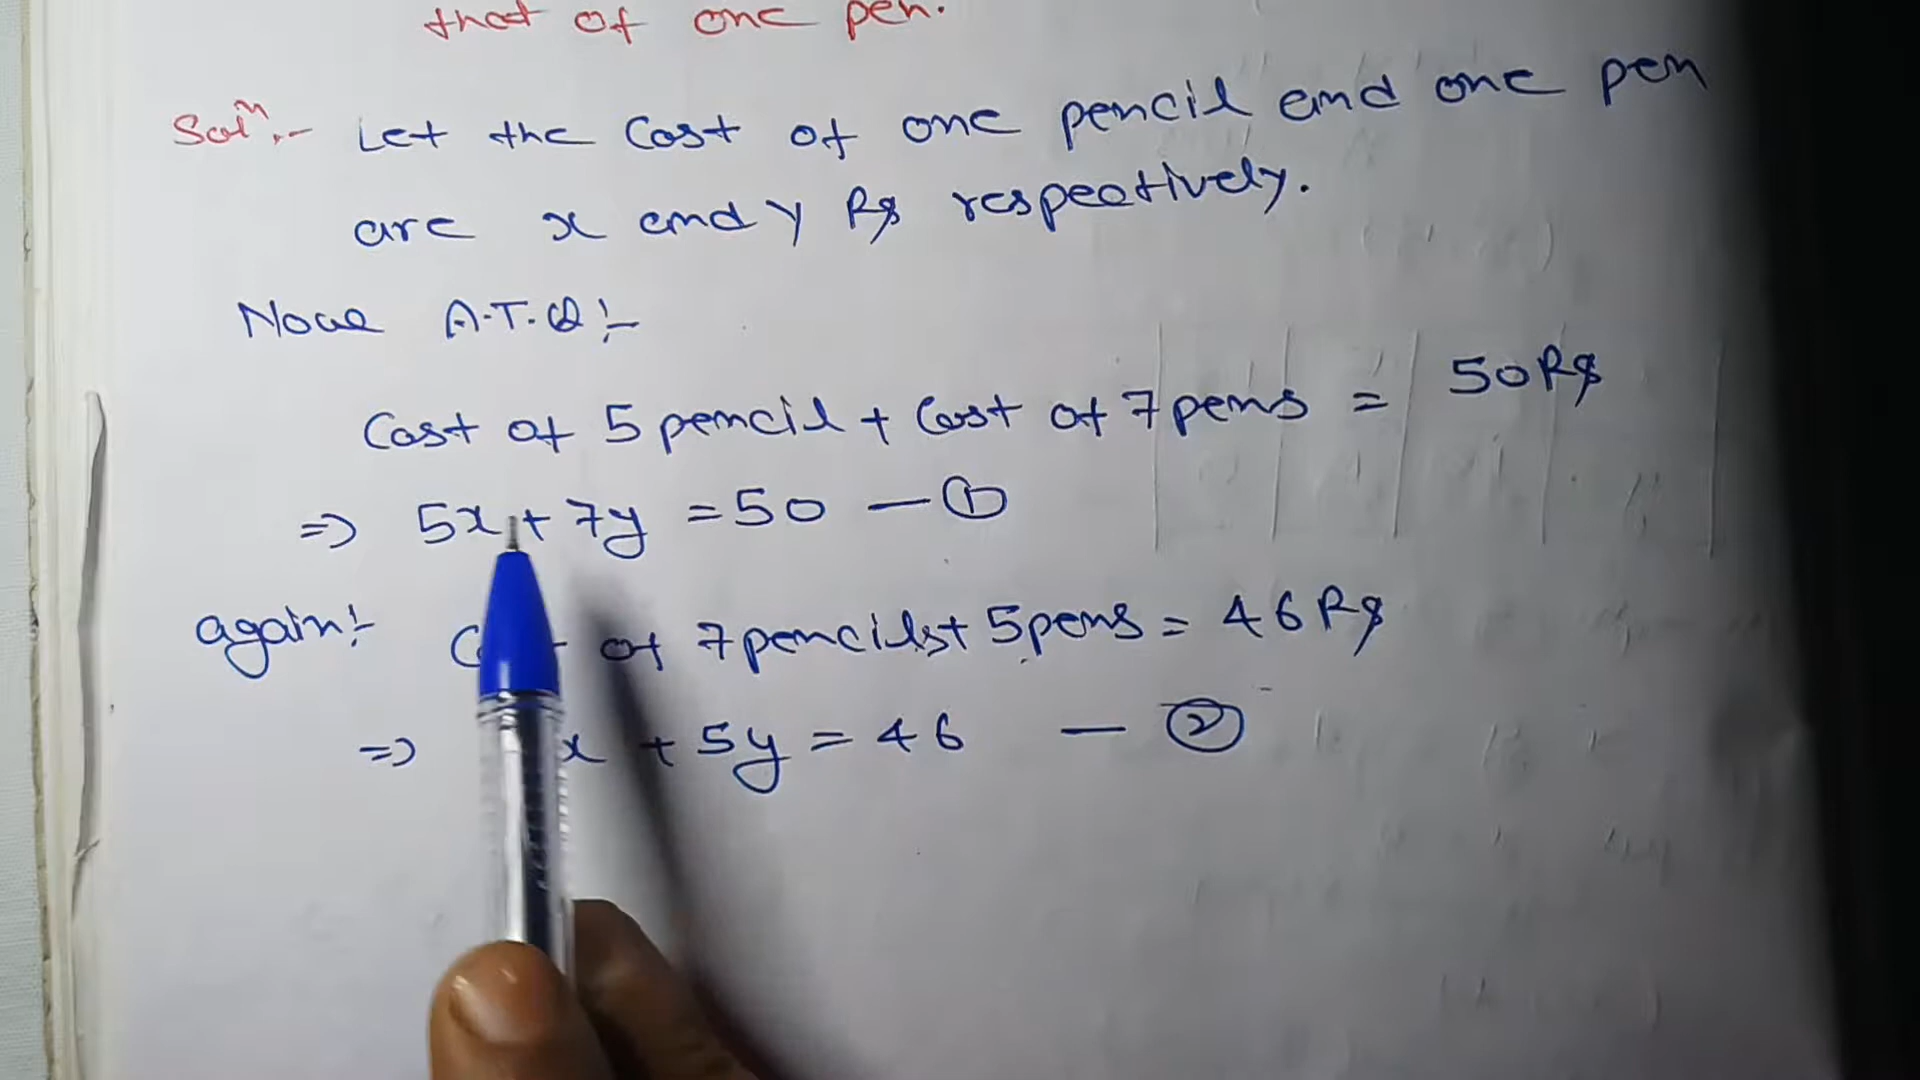 that of one pen.
Solⁿ:- Let the Cost of one pencil and one pen
are x and y Rs respectively.
Now A.T.Q:-
Cost of 5 pencil + Cost of 7 pens = 50 Rs
=> 5x + 7y = 50 — ①
again:- of 7 pencils + 5 pens = 46 Rs
=> x + 5y = 46 — ②